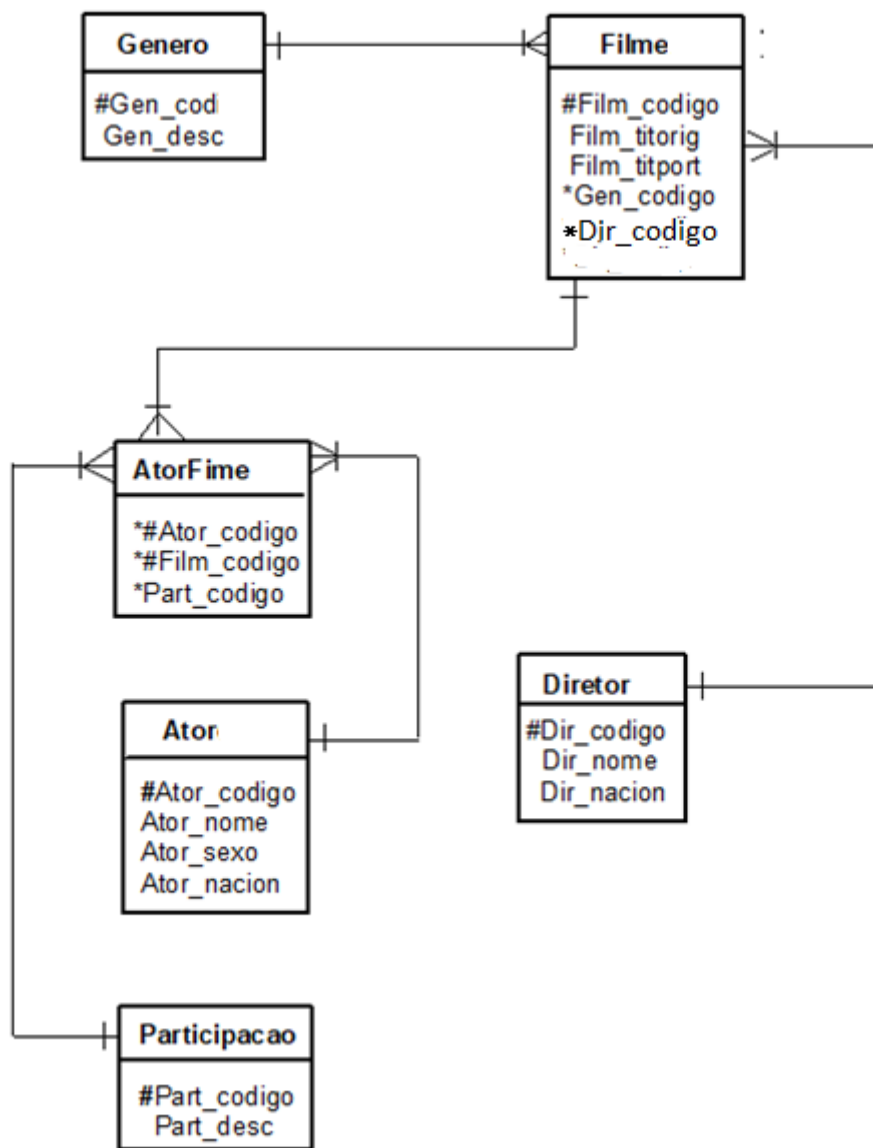 Genero
#Gen_cod
Gen_desc
Filme
#Film_codigo
Film_titorig
Film_titport
*Gen_codigo
*Dir_codigo
AtorFime
*#Ator_codigo
*#Film_codigo
*Part_codigo
Ator
#Ator_codigo
Ator_nome
Ator_sexo
Ator_nacion
Diretor
#Dir_codigo
Dir_nome
Dir_nacion
Participacao
#Part_codigo
Part_desc